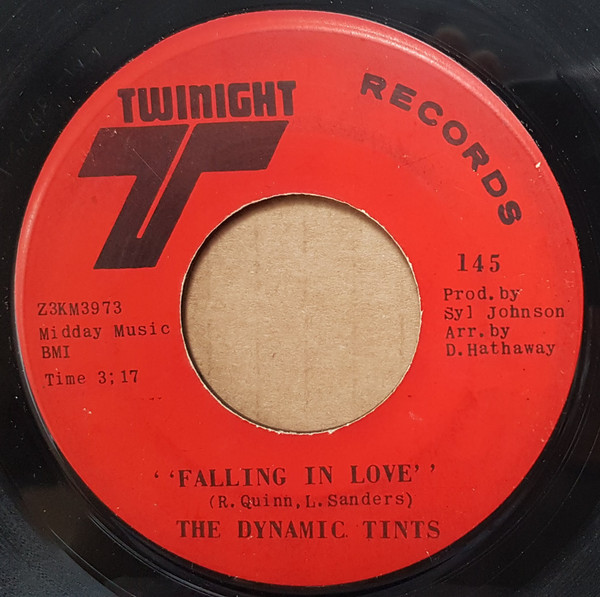 TWINIGHT
RECORDS
145
Z3KM3973
Midday Music
BMI
Time 3;17
Prod. by
Syl Johnson
Arr. by
D. Hathaway
‘‘FALLING IN LOVE’’
(R. Quinn, L. Sanders)
THE DYNAMIC TINTS